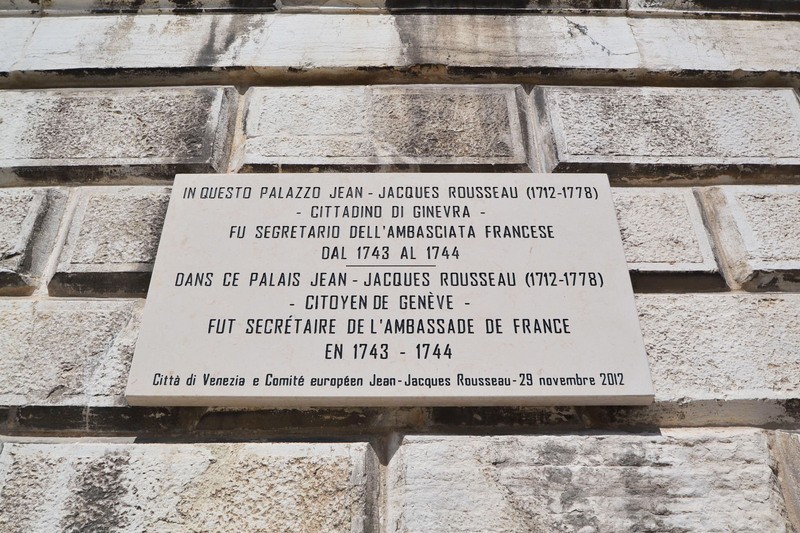 IN QUESTO PALAZZO JEAN - JACQUES ROUSSEAU (1712-1778)
- CITTADINO DI GINEVRA -
FU SEGRETARIO DELL'AMBASCIATA FRANCESE
DAL 1743 AL 1744
DANS CE PALAIS JEAN - JACQUES ROUSSEAU (1712-1778)
- CITOYEN DE GENÈVE -
FUT SECRÉTAIRE DE L'AMBASSADE DE FRANCE
EN 1743 - 1744
Città di Venezia e Comité européen Jean-Jacques Rousseau - 29 novembre 2012